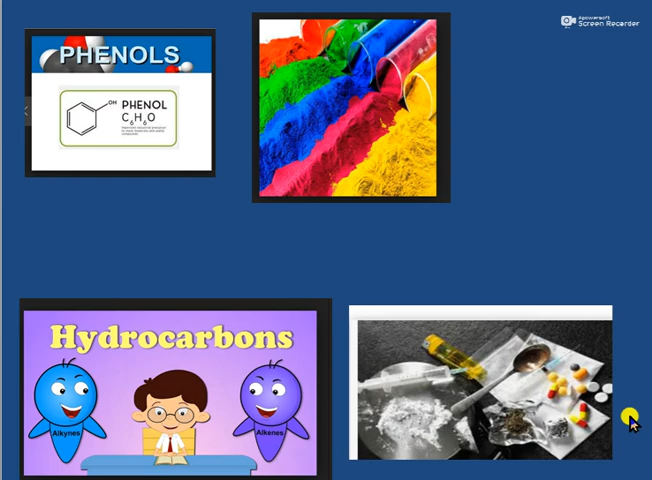 Apowersoft
Screen Recorder
PHENOLS
OH
PHENOL
C6H6O
Hydrocarbons
Alkynes
Alkenes